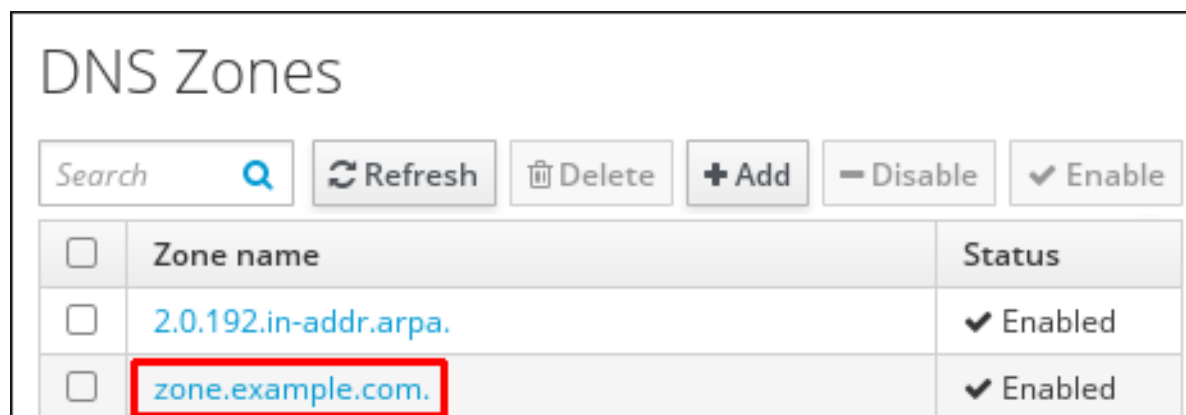 DNS Zones
Search Refresh Delete Add Disable Enable
Zone name Status
2.0.192.in-addr.arpa. Enabled
zone.example.com. Enabled